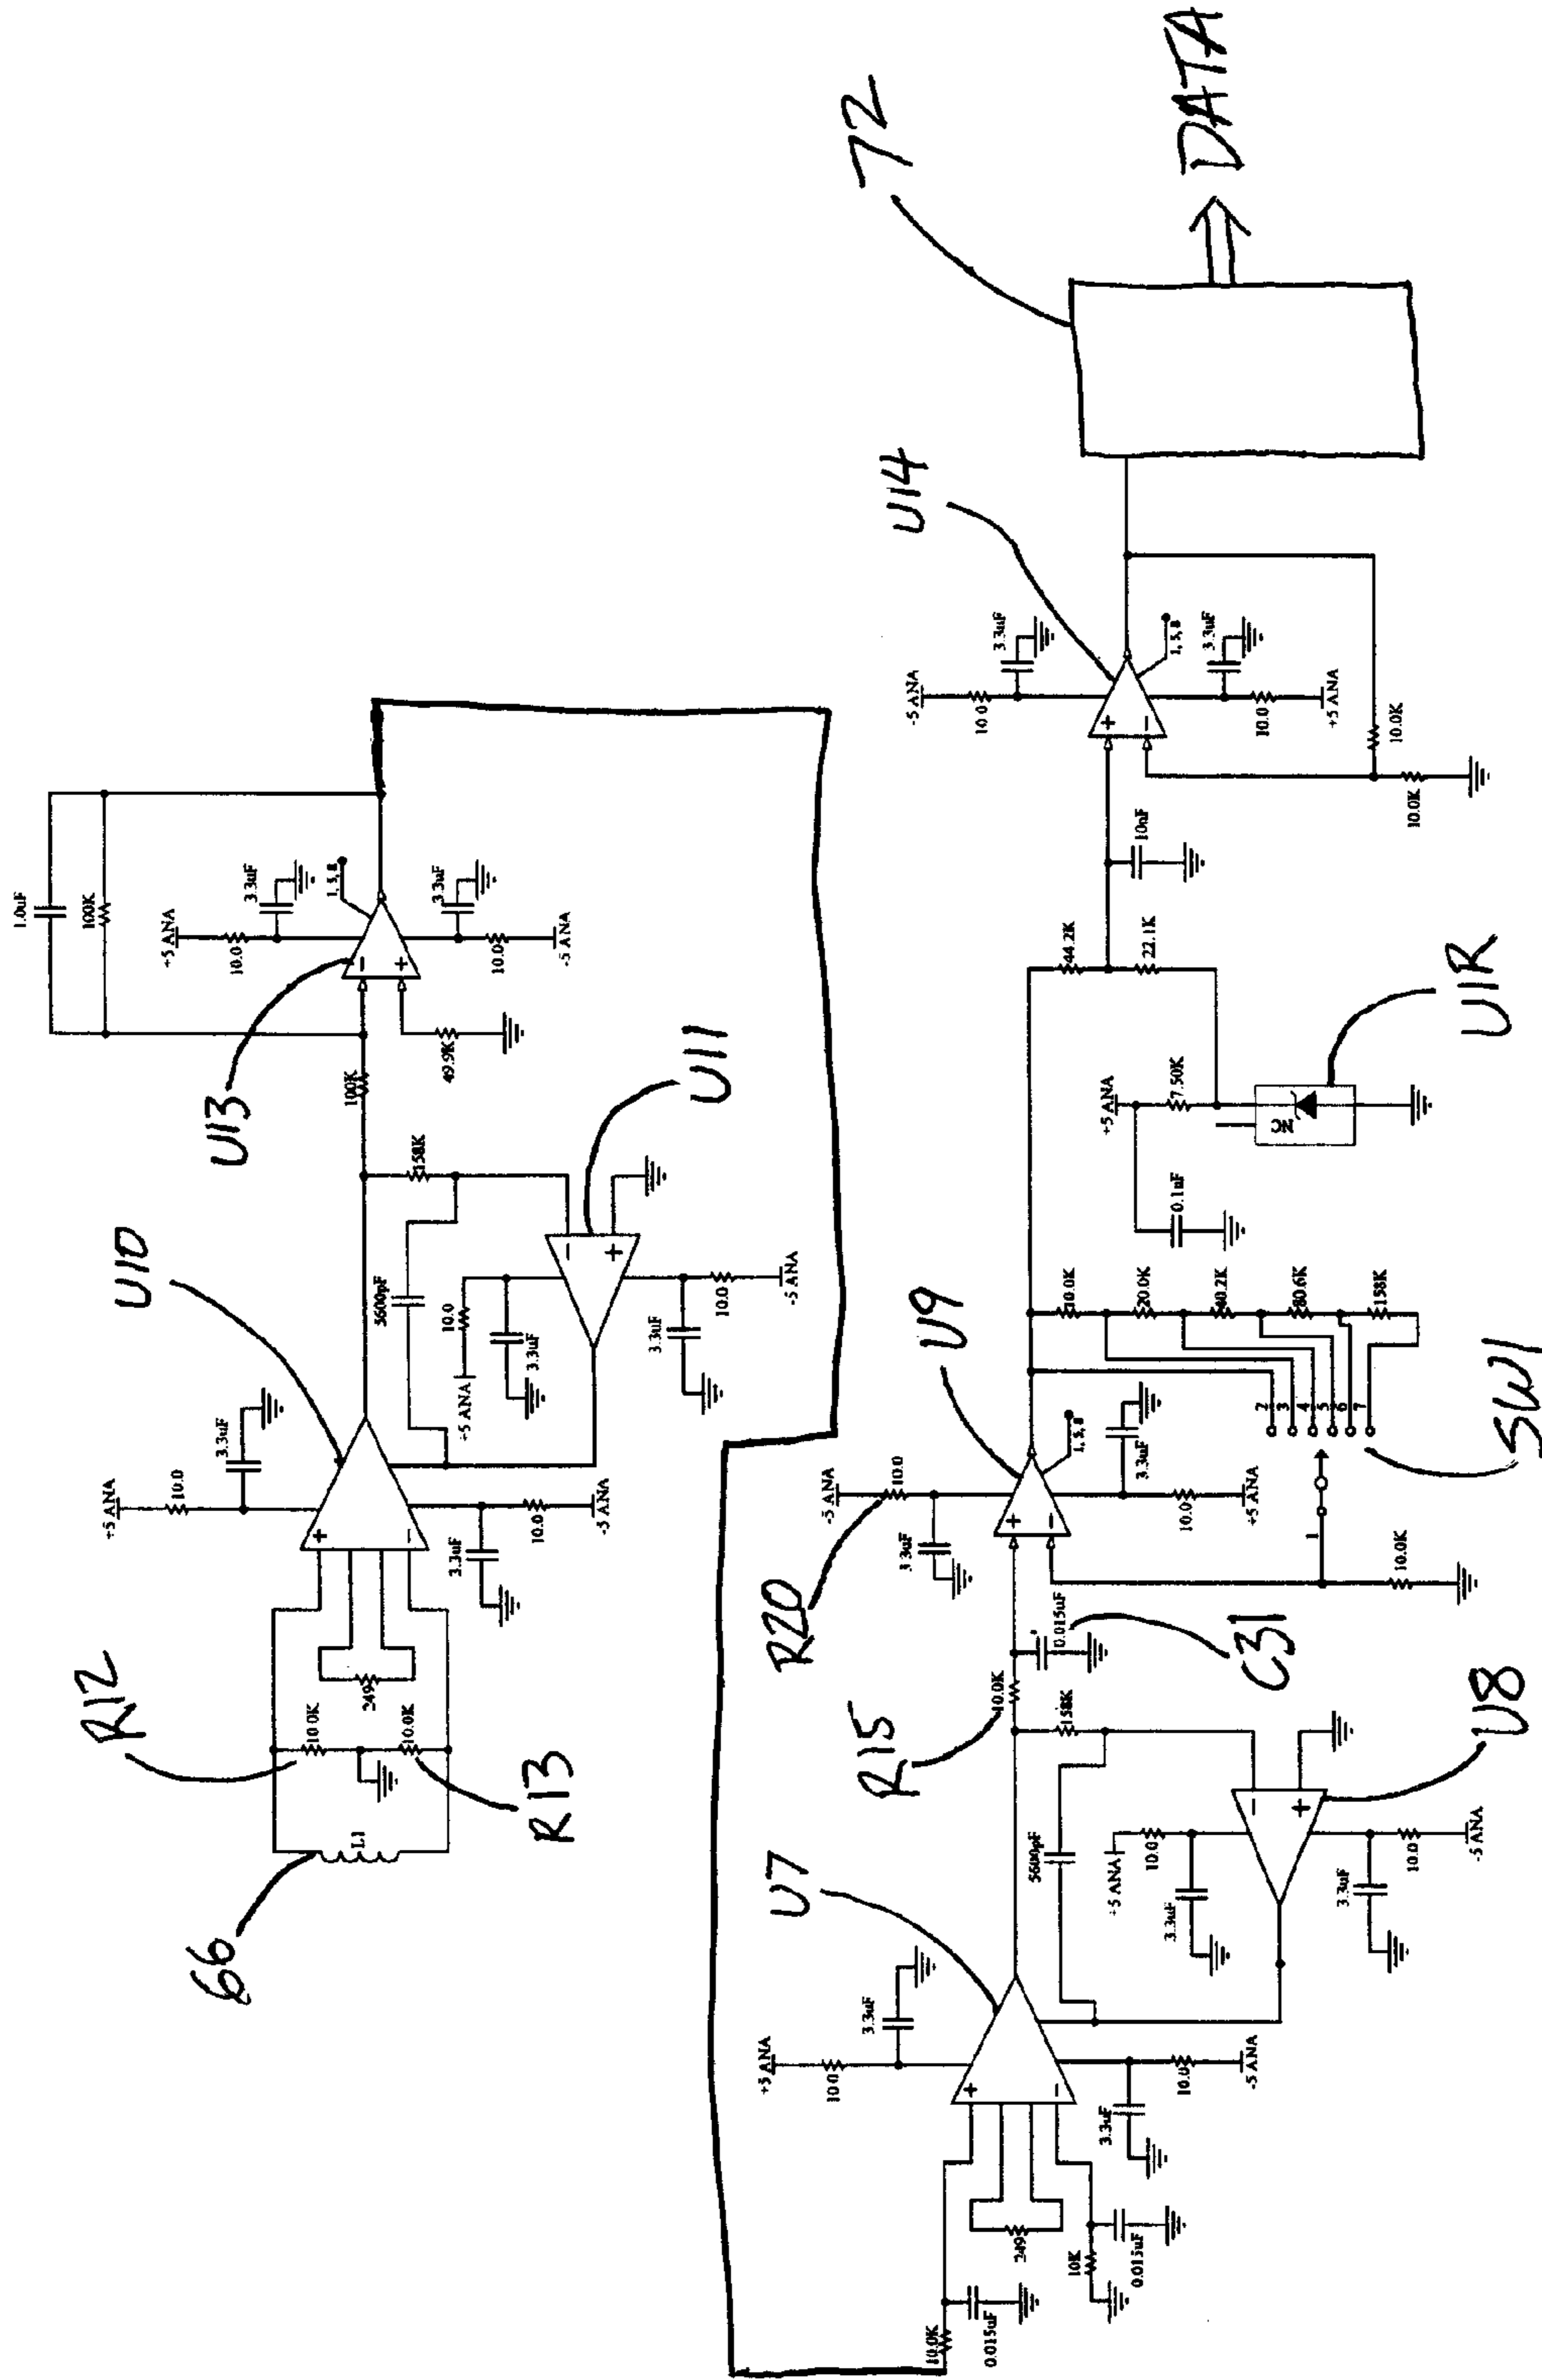 1.0uF
100K
+5 ANA
10.0
3.3uF
1, 5, 8
3.3uF
10.0
-5 ANA
U13
100K
49.9K
U10
+5 ANA
10.0
3.3uF
158K
5600pF
U11
+5 ANA
10.0
3.3uF
3.3uF
10.0
-5 ANA
3.3uF
10.0
-5 ANA
R12
249
10.0K
10.0K
R13
66
L1
72
DATA
U14
-5 ANA
10.0
3.3uF
1, 5, 8
3.3uF
10.0
+5 ANA
10.0K
10.0K
10nF
44.2K
22.1K
U1R
+5 ANA
7.50K
NC
0.1uF
U9
10.0K
20.0K
40.2K
80.6K
158K
SW1
2
3
4
5
6
7
1
-5 ANA
10.0
R20
3.3uF
1, 5, 8
3.3uF
10.0
+5 ANA
10.0K
0.015uF
C31
R15
10.0K
158K
5600pF
U8
+5 ANA
10.0
3.3uF
3.3uF
10.0
-5 ANA
U7
+5 ANA
10.0
3.3uF
3.3uF
10.0
-5 ANA
249
10.0K
0.015uF
10K
0.015uF